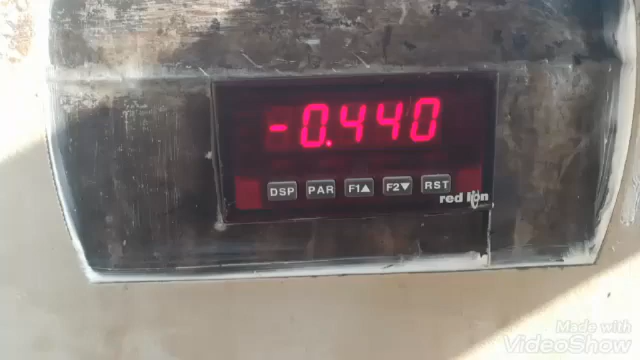 -0.440
DSP PAR F1▲ F2▼ RST
red lion
Made with
VideoShow